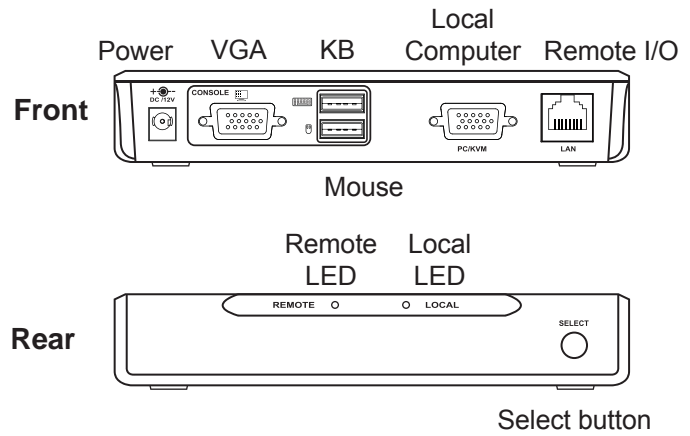 Power VGA KB Local Computer Remote I/O
Front
DC /12V
CONSOLE
PC/KVM
LAN
Mouse
Remote LED
Local LED
REMOTE
LOCAL
Rear
SELECT
Select button